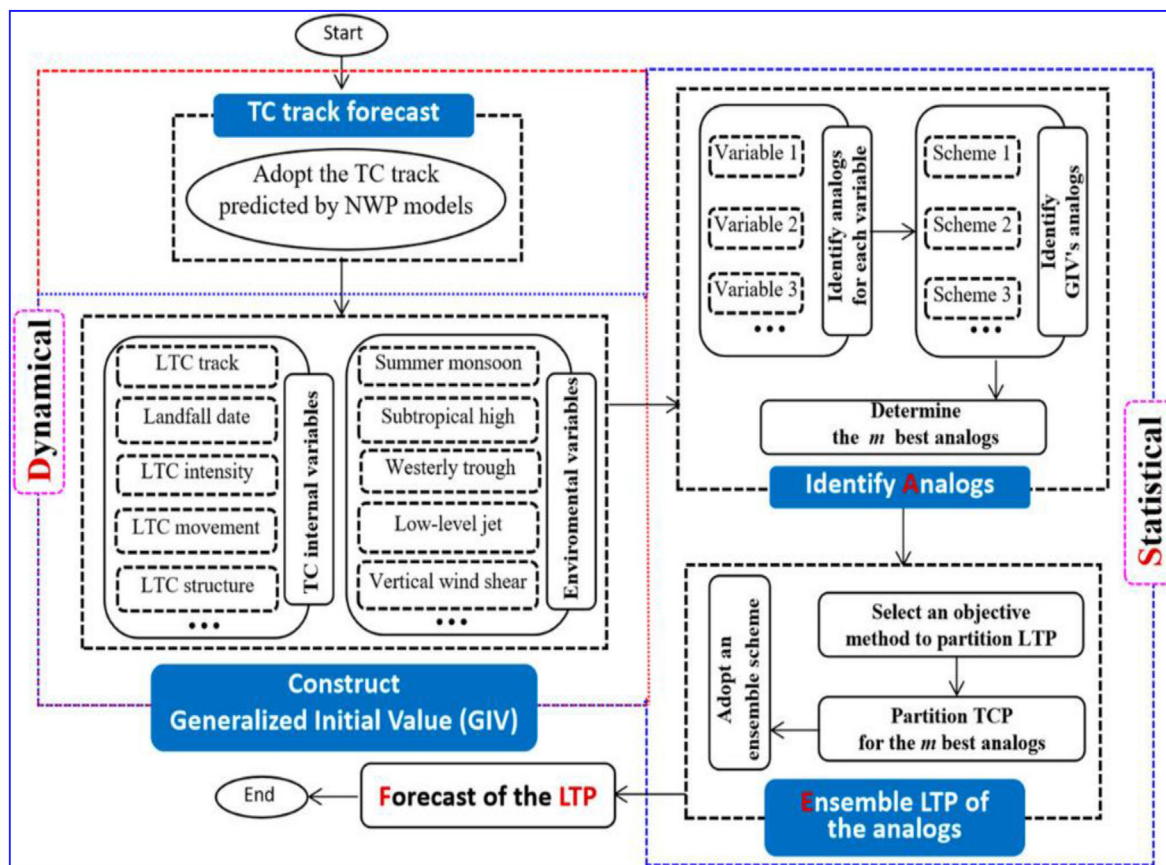 Start
TC track forecast
Adopt the TC track
predicted by NWP models
Dynamical
LTC track
Landfall date
LTC intensity
LTC movement
LTC structure
•••
TC internal variables
Summer monsoon
Subtropical high
Westerly trough
Low-level jet
Vertical wind shear
•••
Enviromental variables
Construct
Generalized Initial Value (GIV)
Variable 1
Variable 2
Variable 3
•••
Identify analogs
for each variable
Scheme 1
Scheme 2
Scheme 3
•••
Identify
GIV's analogs
Determine
the m best analogs
Identify Analogs
Statistical
Select an objective
method to partition LTP
Partition TCP
for the m best analogs
Adopt an
ensemble scheme
Ensemble LTP of
the analogs
Forecast of the LTP
End